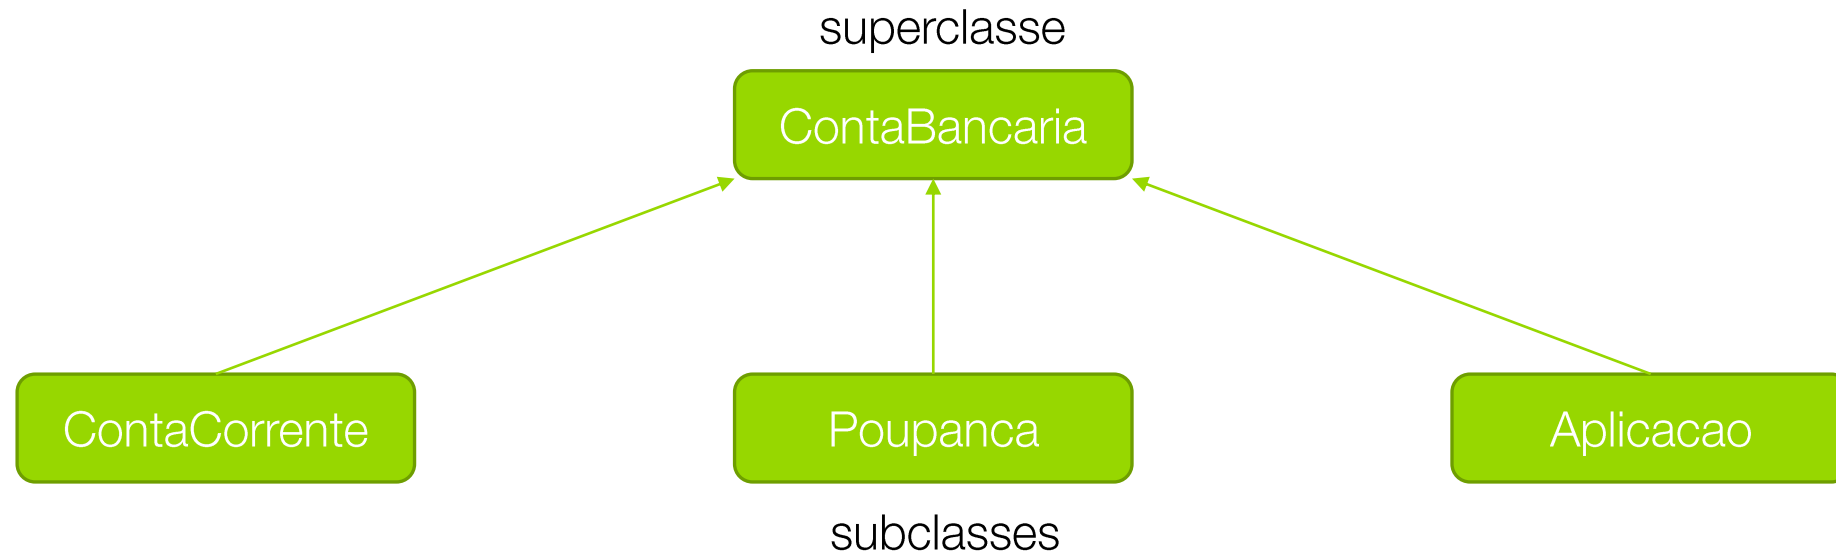 superclasse
ContaBancaria
ContaCorrente
Poupanca
Aplicacao
subclasses